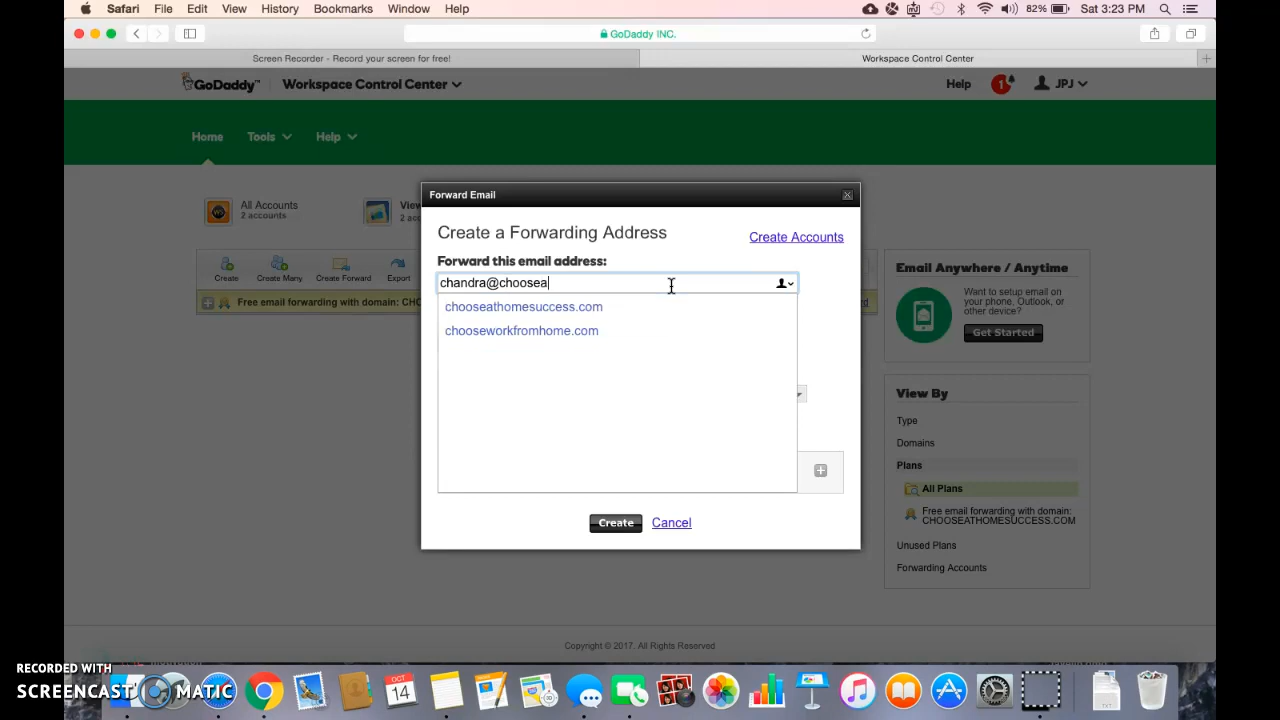 Safari File Edit View History Bookmarks Window Help 82% Sat 3:23 PM
GoDaddy INC.
Screen Recorder - Record your screen for free! Workspace Control Center
GoDaddy™ Workspace Control Center Help 1 JPJ
Home Tools Help
All Accounts
2 accounts...
Create Create Many Create Forward Export
Free email forwarding with domain:
Forward Email
Create a Forwarding Address Create Accounts
Forward this email address:
chandra@choosea
chooseathomesuccess.com
chooseworkfromhome.com
Create Cancel
Email Anywhere / Anytime
Want to setup email
on your phone, Outlook, or
other device?
Get Started
View By
Type
Domains
Plans
All Plans
Free email forwarding with domain:
CHOOSEATHOMESUCCESS.COM
Unused Plans
Forwarding Accounts
Copyright © 2017. All Rights Reserved
RECORDED WITH
SCREENCAST MATIC
OCT
14
TXT